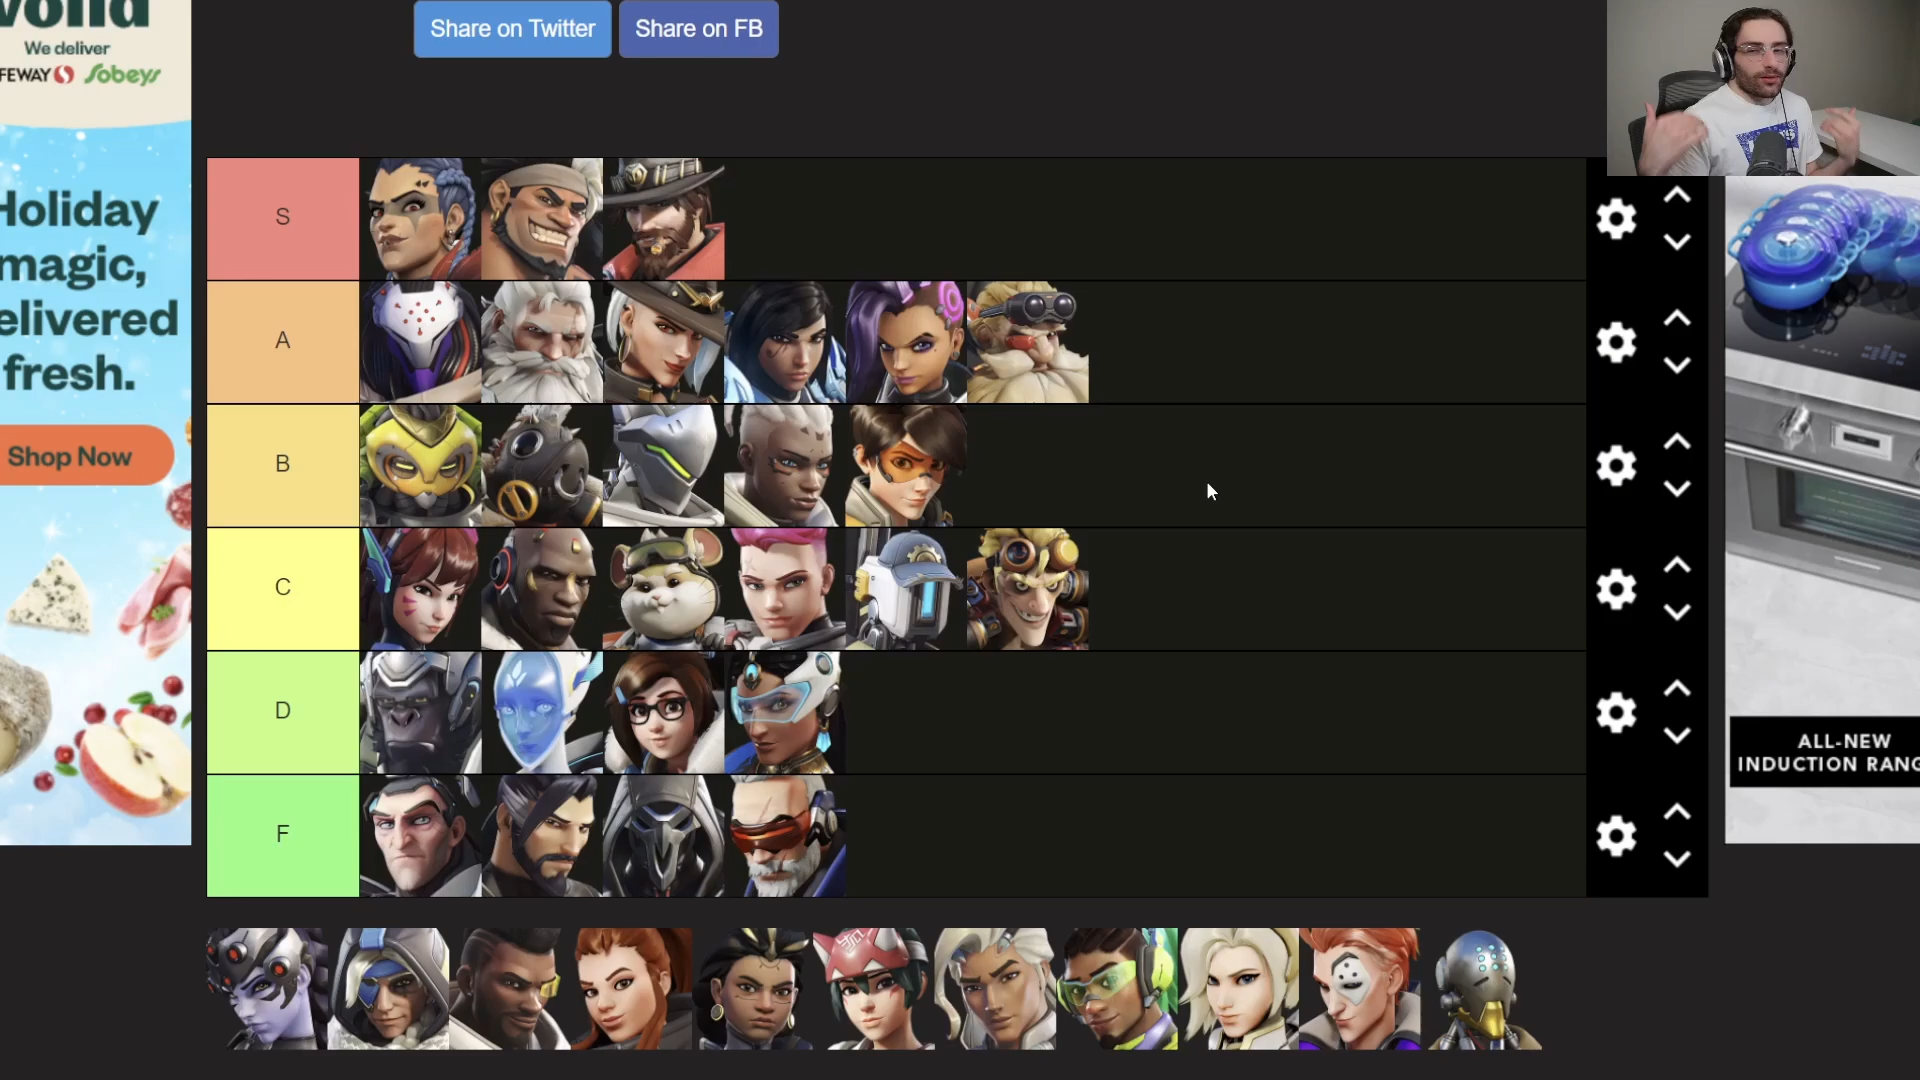 Share on Twitter
Share on FB
We deliver
FEWAY
Sobeys
Holiday
magic,
elivered
fresh.
Shop Now
S
A
B
C
D
F
ALL-NEW
INDUCTION RANG